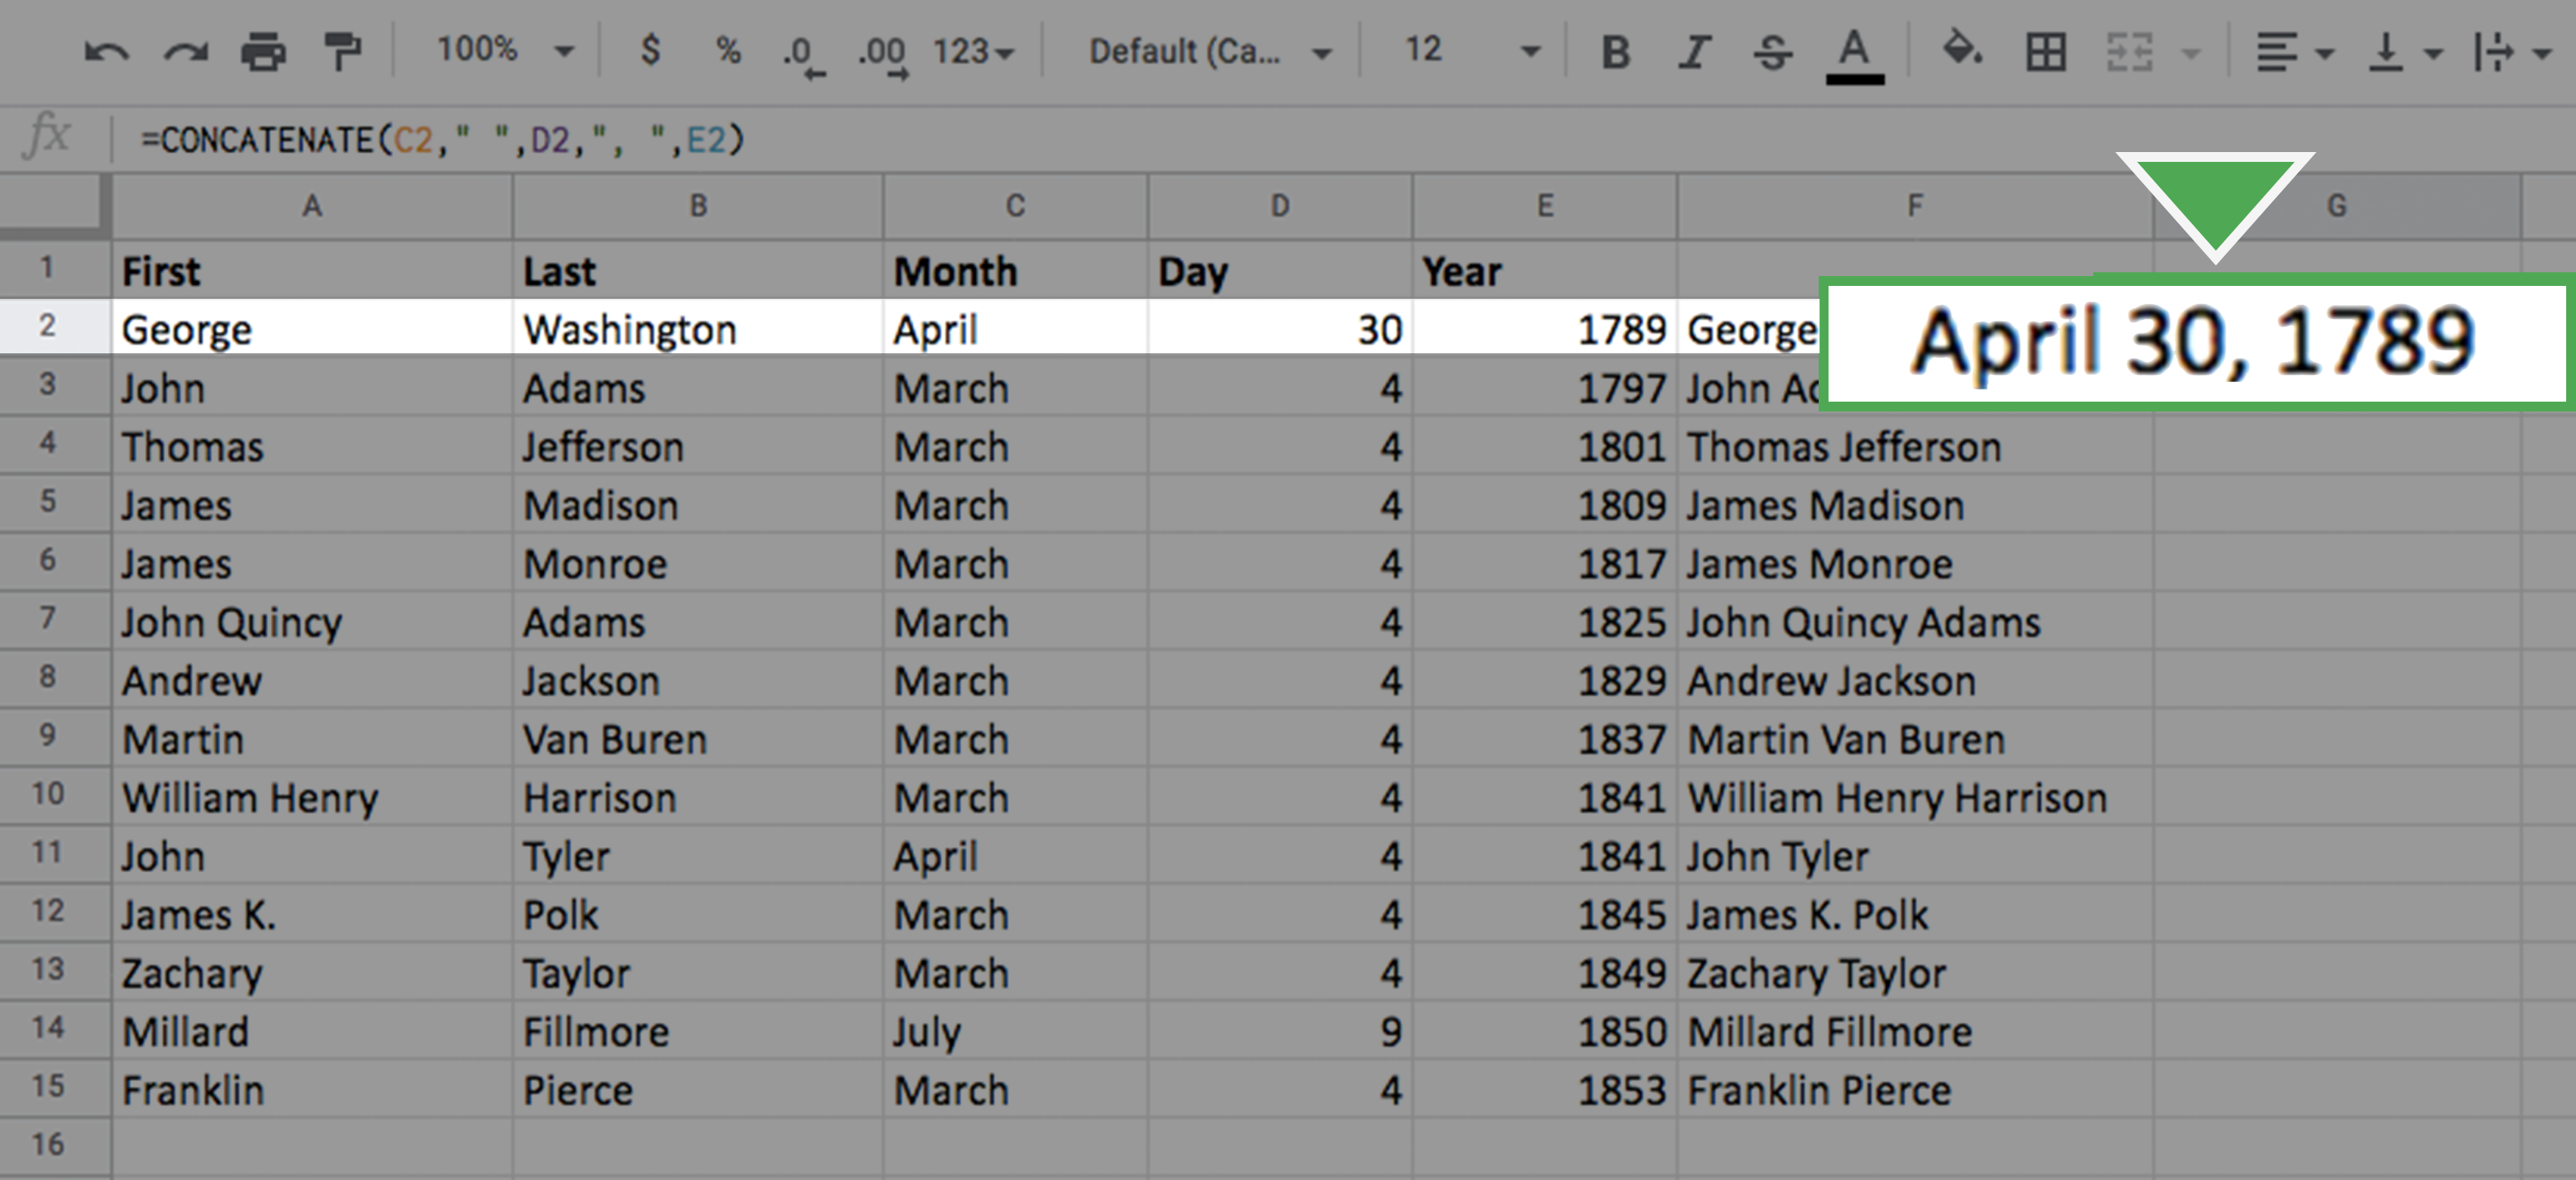 100% $ % .0 .00 123 Default (Ca... 12 B I S A
fx =CONCATENATE(C2," ",D2,", ",E2)
A B C D E F G
1 First Last Month Day Year
2 George Washington April 30 1789 George April 30, 1789
3 John Adams March 4 1797 John
4 Thomas Jefferson March 4 1801 Thomas Jefferson
5 James Madison March 4 1809 James Madison
6 James Monroe March 4 1817 James Monroe
7 John Quincy Adams March 4 1825 John Quincy Adams
8 Andrew Jackson March 4 1829 Andrew Jackson
9 Martin Van Buren March 4 1837 Martin Van Buren
10 William Henry Harrison March 4 1841 William Henry Harrison
11 John Tyler April 4 1841 John Tyler
12 James K. Polk March 4 1845 James K. Polk
13 Zachary Taylor March 4 1849 Zachary Taylor
14 Millard Fillmore July 9 1850 Millard Fillmore
15 Franklin Pierce March 4 1853 Franklin Pierce
16